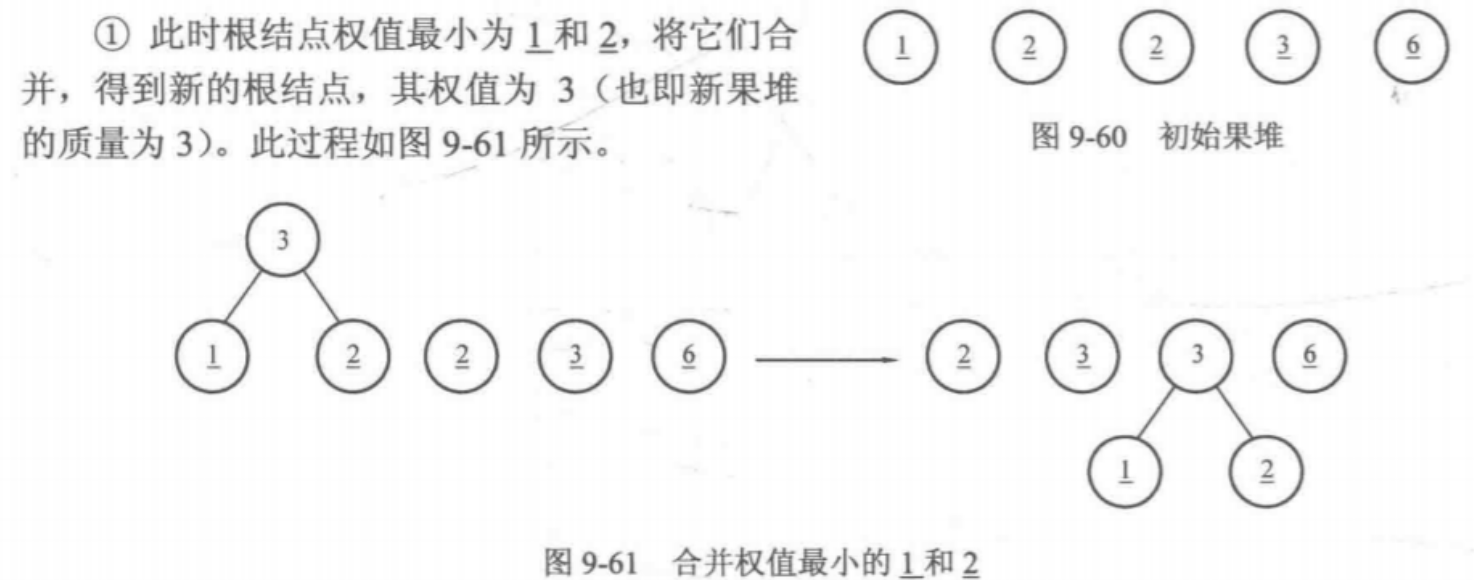 ① 此时根结点权值最小为 1 和 2，将它们合
并，得到新的根结点，其权值为 3（也即新果堆
的质量为 3）。此过程如图 9-61 所示。
1 2 2 3 6
图 9-60 初始果堆
3
1 2 2 3 6
2 3 3 6
1 2
图 9-61 合并权值最小的 1 和 2